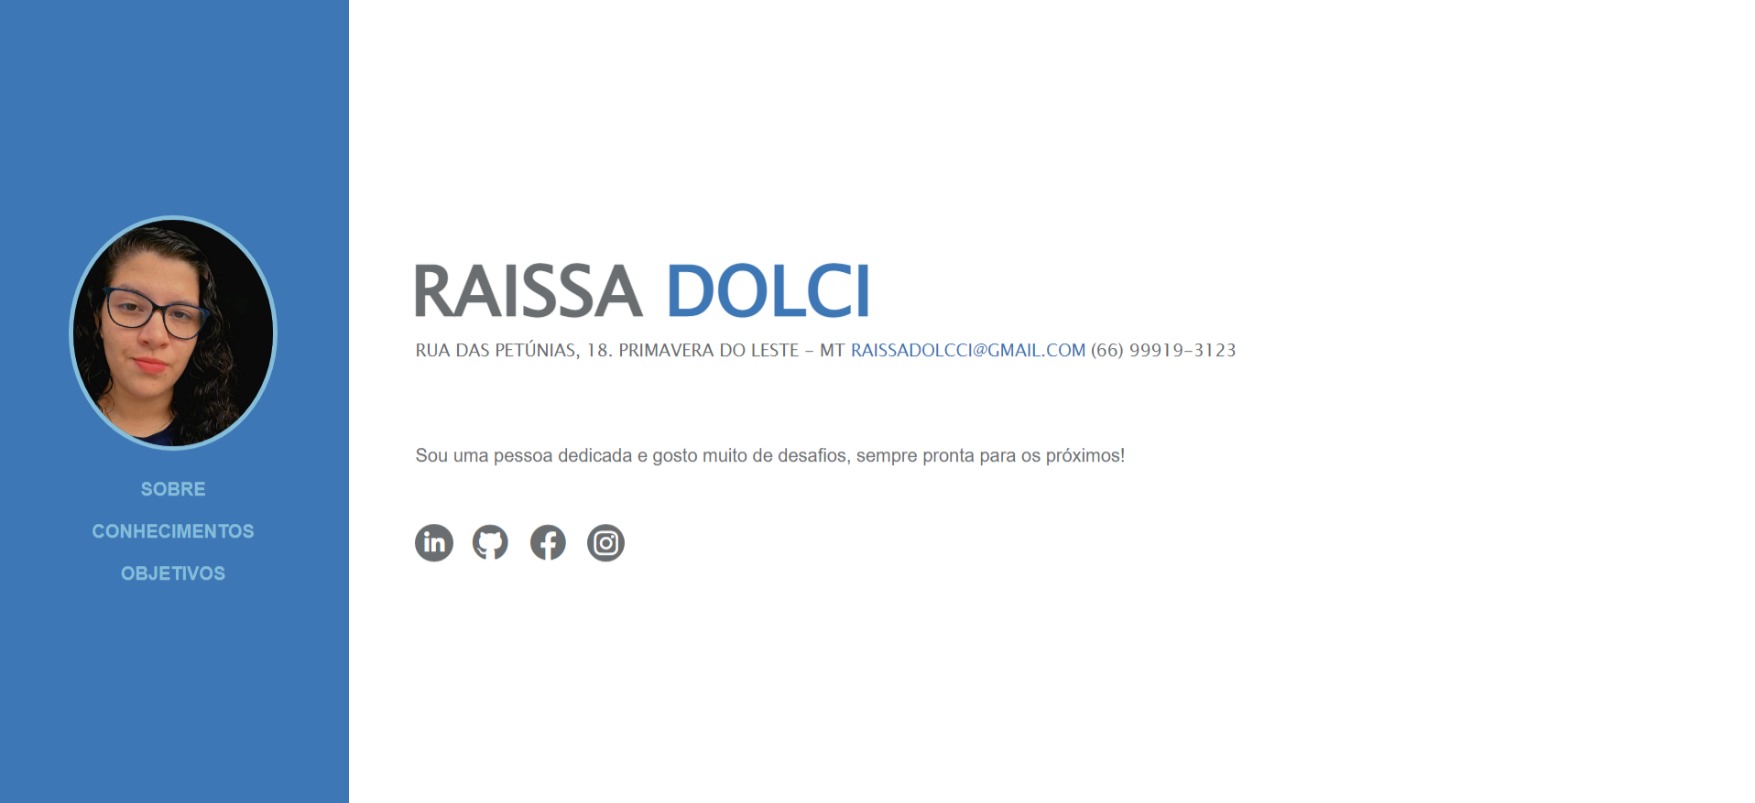 SOBRE
CONHECIMENTOS
OBJETIVOS
RAISSA DOLCI
RUA DAS PETÚNIAS, 18. PRIMAVERA DO LESTE - MT RAISSADOLCCI@GMAIL.COM (66) 99919-3123
Sou uma pessoa dedicada e gosto muito de desafios, sempre pronta para os próximos!
in